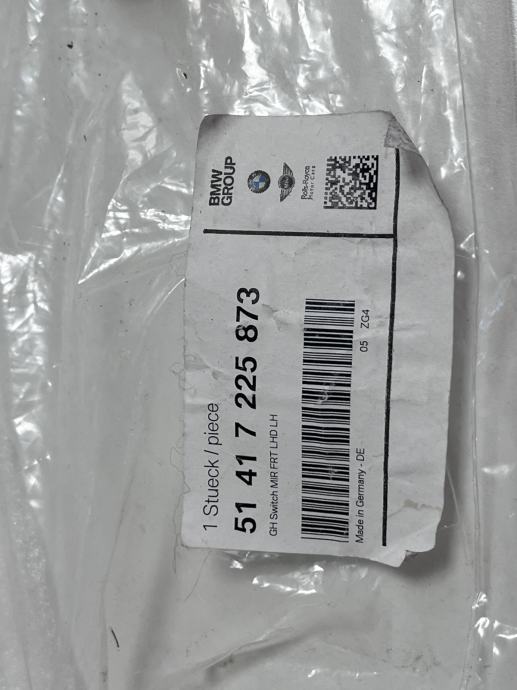 BMW
GROUP
Rolls-Royce
Motor Cars
1 Stueck / piece
51 41 7 225 873
GH Switch MIR FRT LHD LH
05 ZG4
Made in Germany - DE